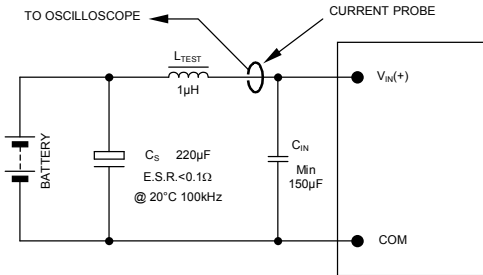 TO OSCILLOSCOPE
CURRENT PROBE
LTEST
1µH
VIN(+)
BATTERY
CS 220µF
E.S.R.<0.1Ω
@ 20°C 100kHz
CIN
Min
150µF
COM